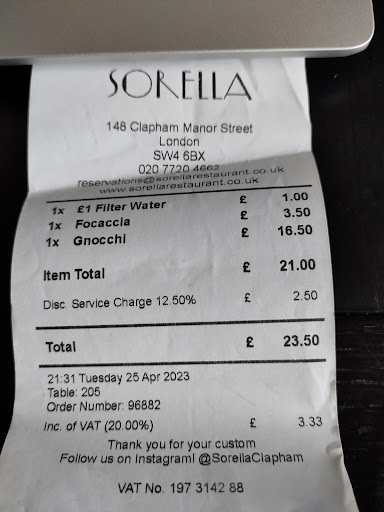 SORELLA
148 Clapham Manor Street
London
SW4 6BX
020 7720 4662
reservations@sorellarestaurant.co.uk
www.sorellarestaurant.co.uk
1x £1 Filter Water £ 1.00
1x Focaccia £ 3.50
1x Gnocchi £ 16.50
Item Total £ 21.00
Disc. Service Charge 12.50% £ 2.50
Total £ 23.50
21:31 Tuesday 25 Apr 2023
Table: 205
Order Number: 96882
Inc. of VAT (20.00%) £ 3.33
Thank you for your custom
Follow us on Instagram! @SorellaClapham
VAT No. 197 3142 88